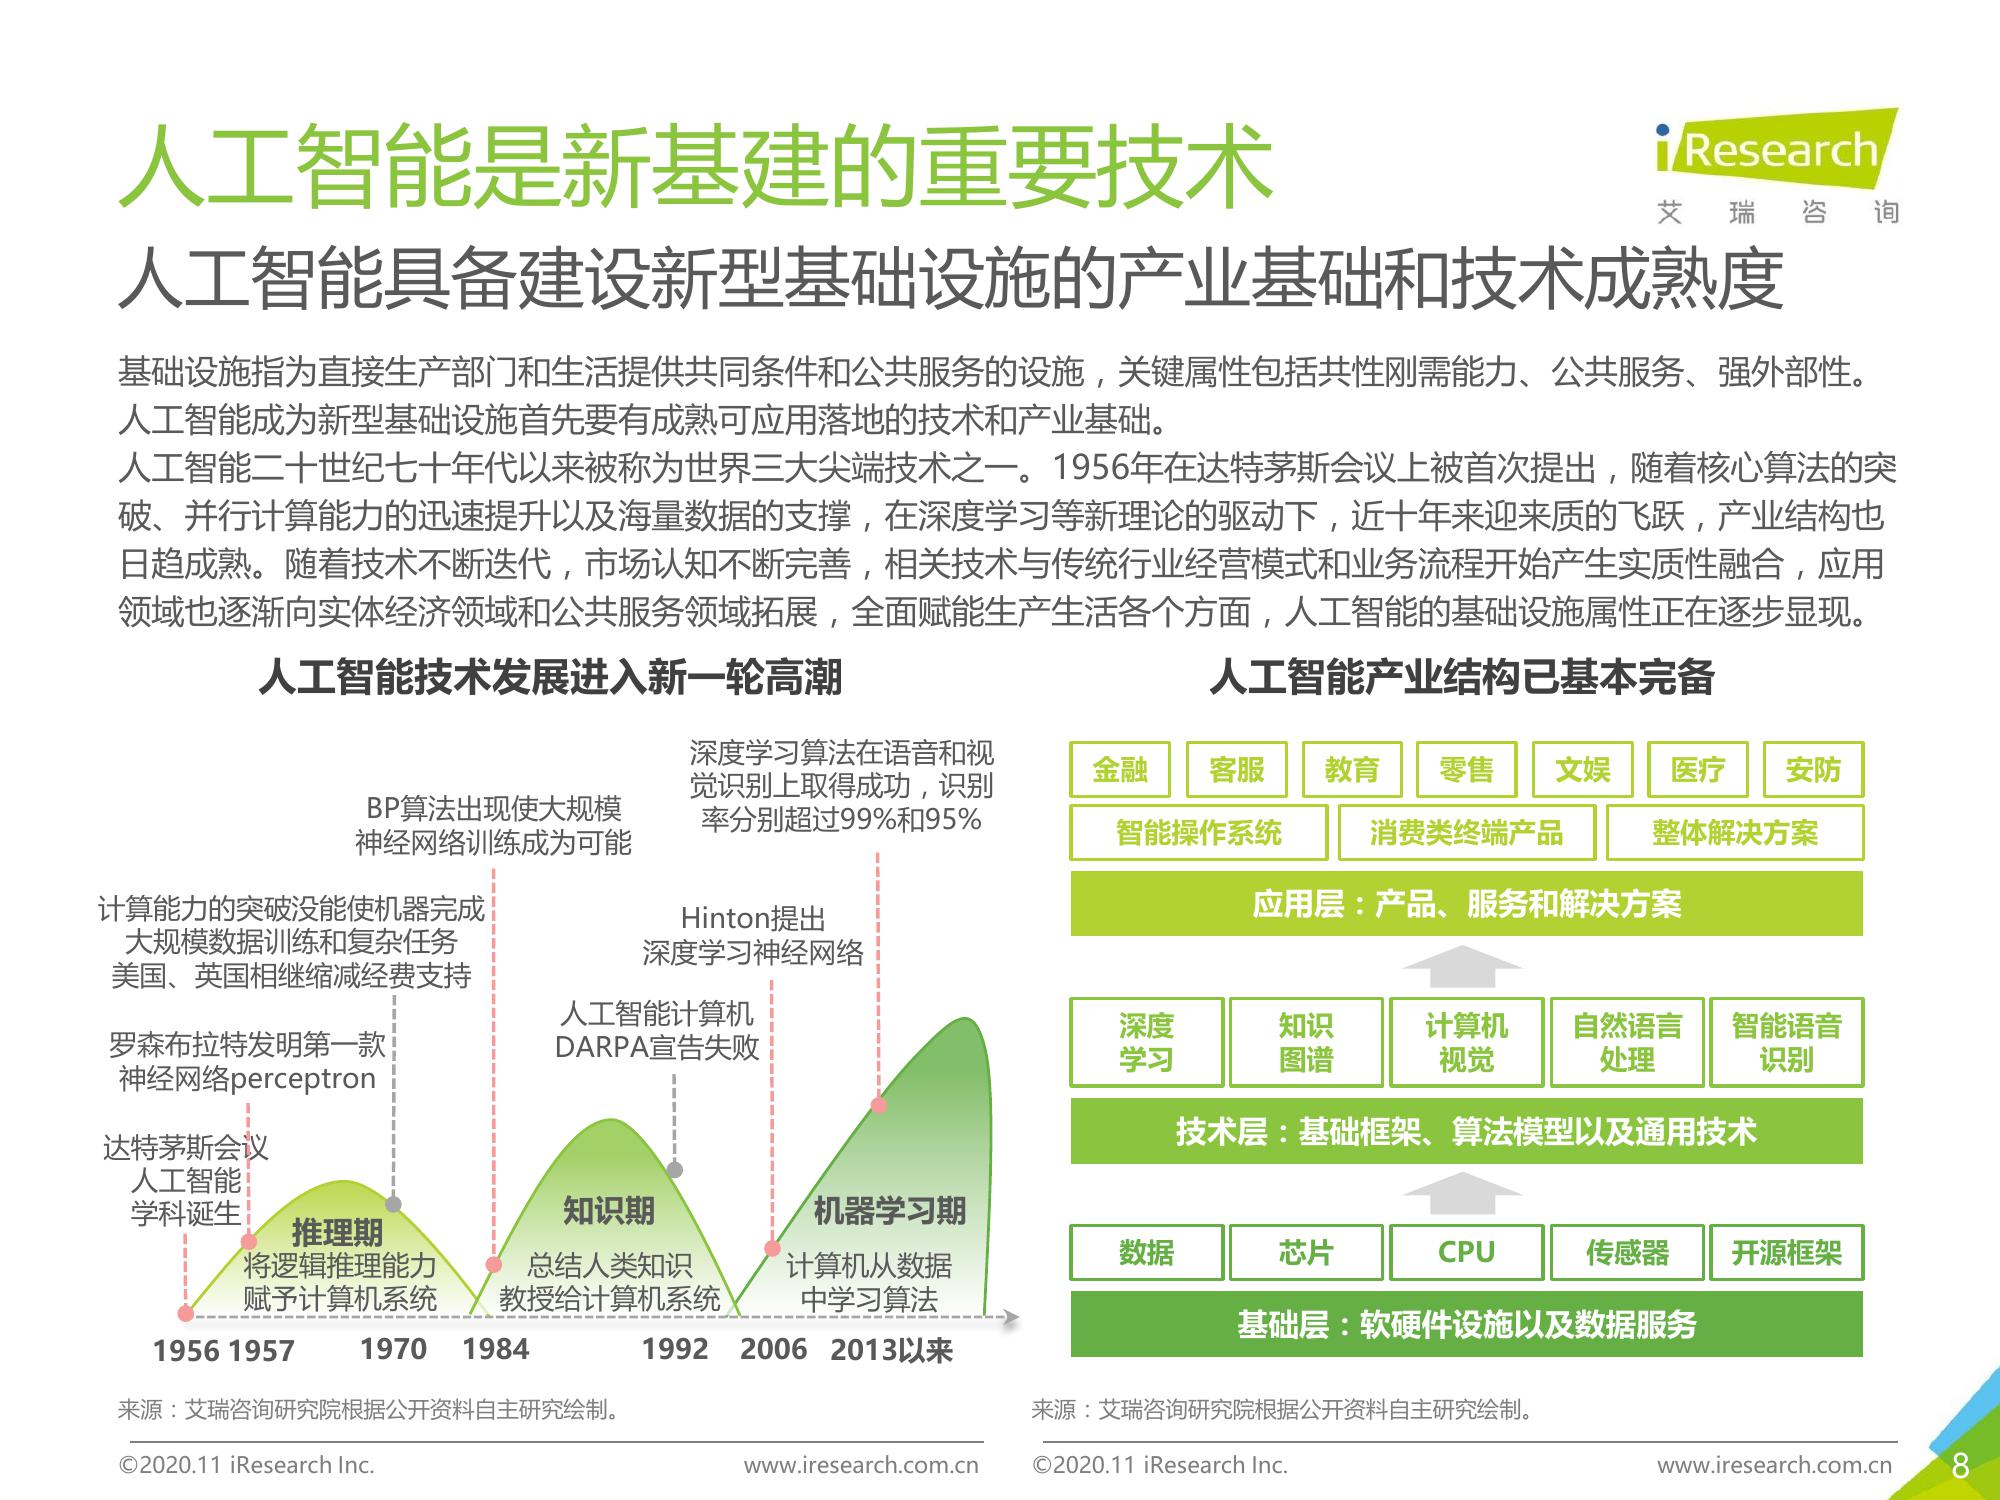 人工智能是新基建的重要技术
iResearch
艾瑞咨询
人工智能具备建设新型基础设施的产业基础和技术成熟度
基础设施指为直接生产部门和生活提供共同条件和公共服务的设施，关键属性包括共性刚需能力、公共服务、强外部性。
人工智能成为新型基础设施首先要有成熟可应用落地的技术和产业基础。
人工智能二十世纪七十年代以来被称为世界三大尖端技术之一。1956年在达特茅斯会议上被首次提出，随着核心算法的突
破、并行计算能力的迅速提升以及海量数据的支撑，在深度学习等新理论的驱动下，近十年来迎来质的飞跃，产业结构也
日趋成熟。随着技术不断迭代，市场认知不断完善，相关技术与传统行业经营模式和业务流程开始产生实质性融合，应用
领域也逐渐向实体经济领域和公共服务领域拓展，全面赋能生产生活各个方面，人工智能的基础设施属性正在逐步显现。
人工智能技术发展进入新一轮高潮
深度学习算法在语音和视
觉识别上取得成功，识别
率分别超过99%和95%
BP算法出现使大规模
神经网络训练成为可能
计算能力的突破没能使机器完成
大规模数据训练和复杂任务
美国、英国相继缩减经费支持
Hinton提出
深度学习神经网络
人工智能计算机
DARPA宣告失败
罗森布拉特发明第一款
神经网络perceptron
达特茅斯会议
人工智能
学科诞生
推理期
将逻辑推理能力
赋予计算机系统
知识期
总结人类知识
教授给计算机系统
机器学习期
计算机从数据
中学习算法
1956 1957 1970 1984 1992 2006 2013以来
来源：艾瑞咨询研究院根据公开资料自主研究绘制。
人工智能产业结构已基本完备
金融 客服 教育 零售 文娱 医疗 安防
智能操作系统 消费类终端产品 整体解决方案
应用层：产品、服务和解决方案
深度
学习
知识
图谱
计算机
视觉
自然语言
处理
智能语音
识别
技术层：基础框架、算法模型以及通用技术
数据 芯片 CPU 传感器 开源框架
基础层：软硬件设施以及数据服务
来源：艾瑞咨询研究院根据公开资料自主研究绘制。
©2020.11 iResearch Inc. www.iresearch.com.cn
©2020.11 iResearch Inc. www.iresearch.com.cn
8